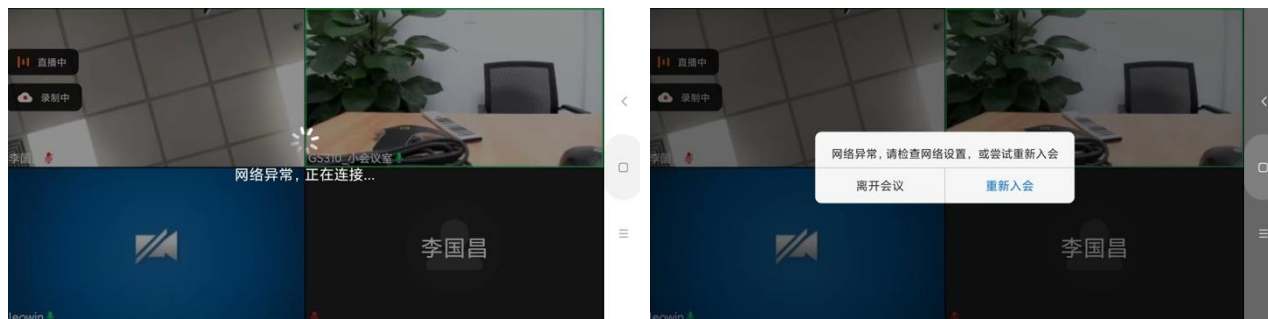 直播中
录制中
李国
GS310_小会议室
网络异常，正在连接...
李国昌
leowin
直播中
录制中
李国
网络异常，请检查网络设置，或尝试重新入会
离开会议
重新入会
李国昌
leowin